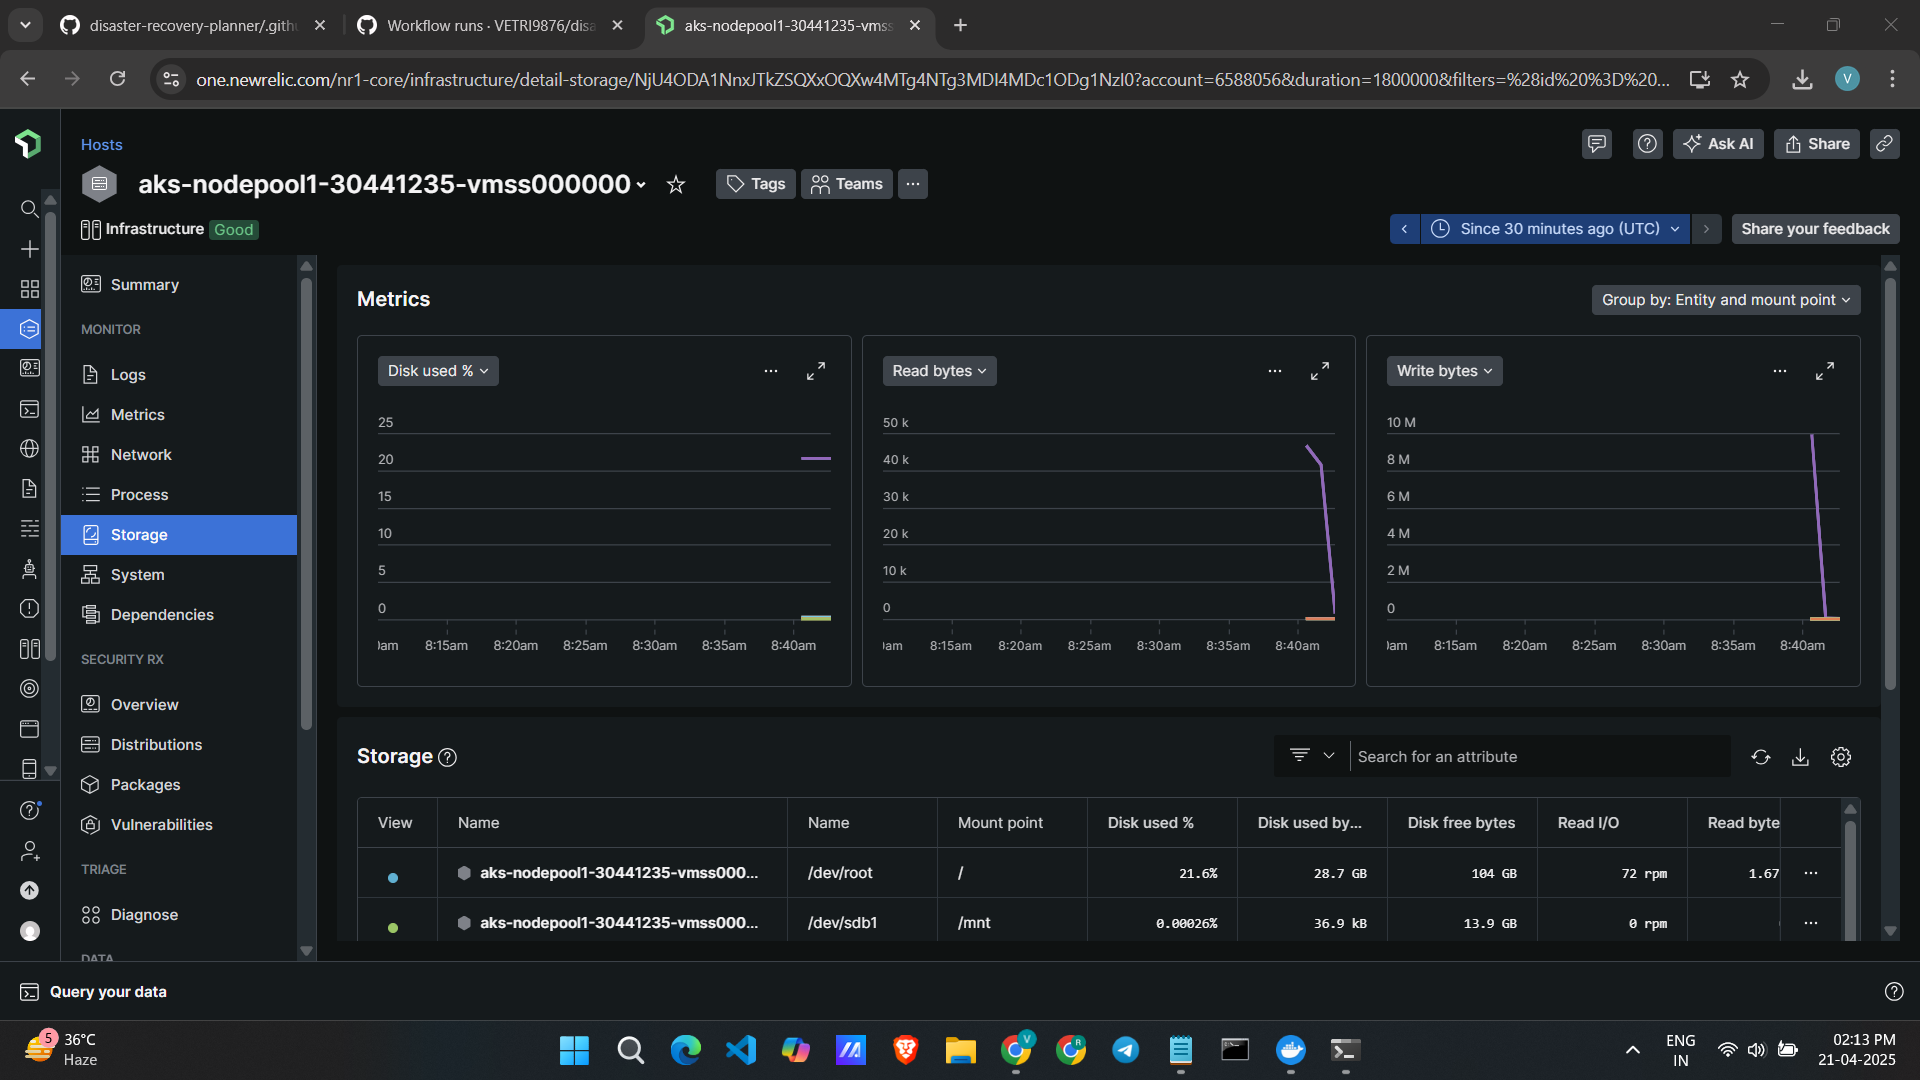 disaster-recovery-planner/.gith
Workflow runs · VETRI9876/disa
aks-nodepool1-30441235-vmss
one.newrelic.com/nr1-core/infrastructure/detail-storage/NjU4ODA1NnxJTkZSQXxOQXw4MTg4NTg3MDI4MDc1ODg1NzI0?account=6588056&duration=1800000&filters=%28id%20%3D%20...
V
Hosts
Ask AI
Share
aks-nodepool1-30441235-vmss000000
Tags
Teams
...
Infrastructure Good
Since 30 minutes ago (UTC)
Share your feedback
Summary
MONITOR
Logs
Metrics
Network
Process
Storage
System
Dependencies
SECURITY RX
Overview
Distributions
Packages
Vulnerabilities
TRIAGE
Diagnose
DATA
Metrics
Group by: Entity and mount point
Disk used %
25
20
15
10
5
0
8:15am 8:20am 8:25am 8:30am 8:35am 8:40am
Read bytes
50 k
40 k
30 k
20 k
10 k
0
8:15am 8:20am 8:25am 8:30am 8:35am 8:40am
Write bytes
10 M
8 M
6 M
4 M
2 M
0
8:15am 8:20am 8:25am 8:30am 8:35am 8:40am
Storage
Search for an attribute
View Name Name Mount point Disk used % Disk used by... Disk free bytes Read I/O Read byte
aks-nodepool1-30441235-vmss000... /dev/root / 21.6% 28.7 GB 104 GB 72 rpm 1.67
aks-nodepool1-30441235-vmss000... /dev/sdb1 /mnt 0.00026% 36.9 kB 13.9 GB 0 rpm
Query your data
5
36°C
Haze
V
R
ENG
IN
02:13 PM
21-04-2025